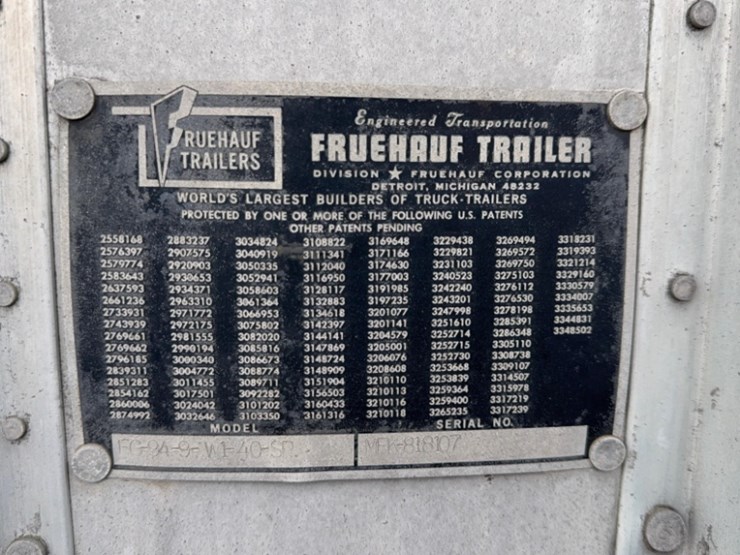 FRUEHAUF
TRAILERS
Engineered Transportation
FRUEHAUF TRAILER
DIVISION ★ FRUEHAUF CORPORATION
DETROIT, MICHIGAN 48232
WORLD'S LARGEST BUILDERS OF TRUCK-TRAILERS
PROTECTED BY ONE OR MORE OF THE FOLLOWING U.S. PATENTS
OTHER PATENTS PENDING
2558168 2883237 3034824 3108822 3169648 3229438 3269494 3318231
2576397 2907575 3040919 3111341 3171166 3229821 3269572 3319393
2579774 2920903 3050335 3112040 3174630 3231103 3269750 3321214
2583643 2930653 3052941 3116950 3177003 3240523 3275103 3329160
2637593 2934371 3058603 3128117 3191985 3242240 3276112 3330579
2661236 2963310 3061364 3132883 3197235 3243201 3276530 3334007
2733931 2971772 3066953 3134618 3201077 3247998 3278198 3335653
2743939 2972175 3075802 3142397 3201141 3251610 3285391 3344831
2769661 2981555 3082020 3144141 3204579 3252714 3286348 3348502
2769662 2990194 3085816 3147869 3205001 3252715 3305110
2796185 3000340 3086673 3148724 3206076 3252730 3308738
2839311 3004772 3088774 3148909 3208608 3253668 3309107
2851283 3011455 3089711 3151904 3210110 3253839 3314507
2854162 3017501 3092282 3156503 3210113 3259364 3315978
2860006 3024042 3101202 3160433 3210116 3259400 3317219
2874992 3032646 3103350 3161316 3210118 3265235 3317239
MODEL SERIAL NO.